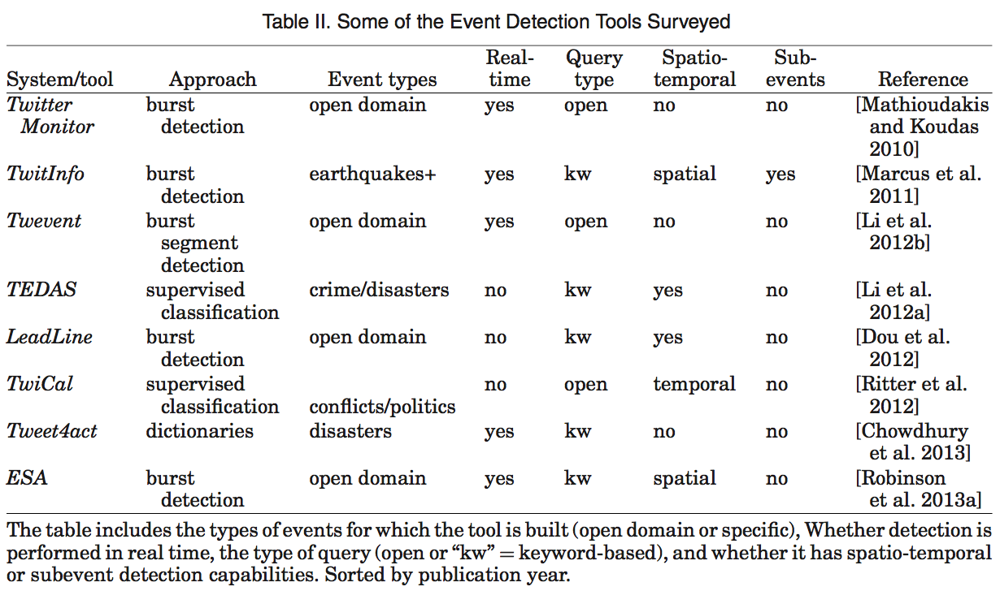 Table II. Some of the Event Detection Tools Surveyed
Real- Query Spatio- Sub-
System/tool Approach Event types time type temporal events Reference
Twitter burst open domain yes open no no [Mathioudakis
Monitor detection and Koudas
2010]
TwitInfo burst earthquakes+ yes kw spatial yes [Marcus et al.
detection 2011]
Twevent burst open domain yes open no no [Li et al.
segment 2012b]
detection
TEDAS supervised crime/disasters no kw yes no [Li et al.
classification 2012a]
LeadLine burst open domain no kw yes no [Dou et al.
detection 2012]
TwiCal supervised no open temporal no [Ritter et al.
classification conflicts/politics 2012]
Tweet4act dictionaries disasters yes kw no no [Chowdhury
et al. 2013]
ESA burst open domain yes kw spatial no [Robinson
detection et al. 2013a]
The table includes the types of events for which the tool is built (open domain or specific), Whether detection is
performed in real time, the type of query (open or “kw” = keyword-based), and whether it has spatio-temporal
or subevent detection capabilities. Sorted by publication year.